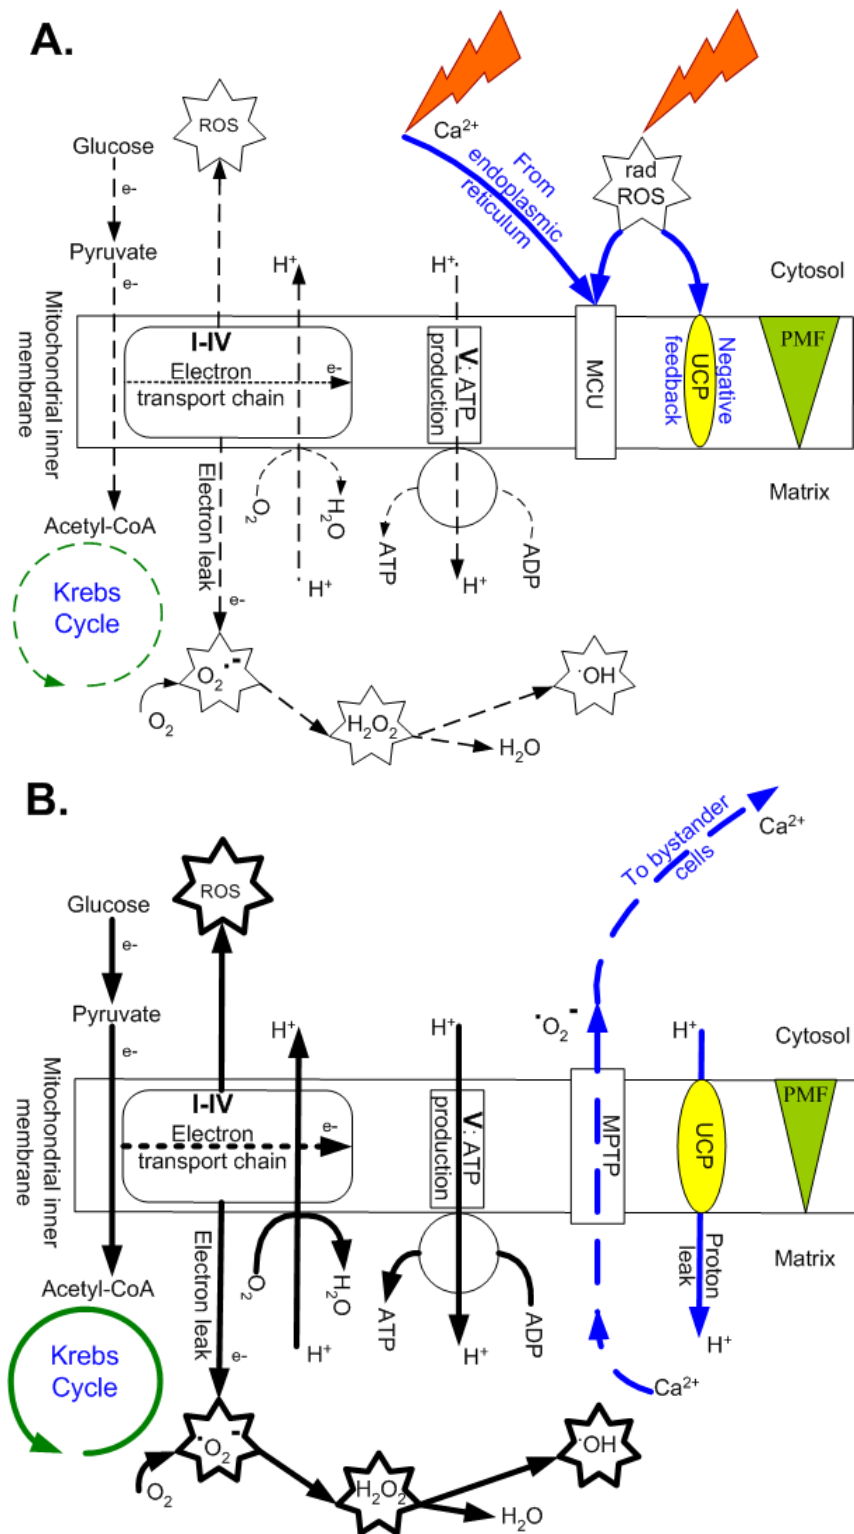 A.
ROS
Glucose
e-
Pyruvate
e-
Ca²⁺
From
endoplasmic
reticulum
rad
ROS
H⁺
H⁺
Cytosol
Mitochondrial inner
membrane
I-IV
Electron
e-
transport chain
V: ATP
production
MCU
UCP
Negative
feedback
PMF
Matrix
Electron leak
O₂
H₂O
ATP
ADP
H⁺
H⁺
Acetyl-CoA
Krebs
Cycle
e-
O₂·-
O₂
H₂O₂
·OH
H₂O
B.
Ca²⁺
To bystander
cells
ROS
Glucose
e-
Pyruvate
e-
H⁺
H⁺
·O₂-
H⁺
Cytosol
Mitochondrial inner
membrane
I-IV
Electron
e-
transport chain
V: ATP
production
MPTP
UCP
PMF
Matrix
Electron leak
O₂
H₂O
ATP
ADP
Proton
leak
Acetyl-CoA
H⁺
H⁺
H⁺
Krebs
Cycle
e-
Ca²⁺
·O₂-
O₂
H₂O₂
·OH
H₂O